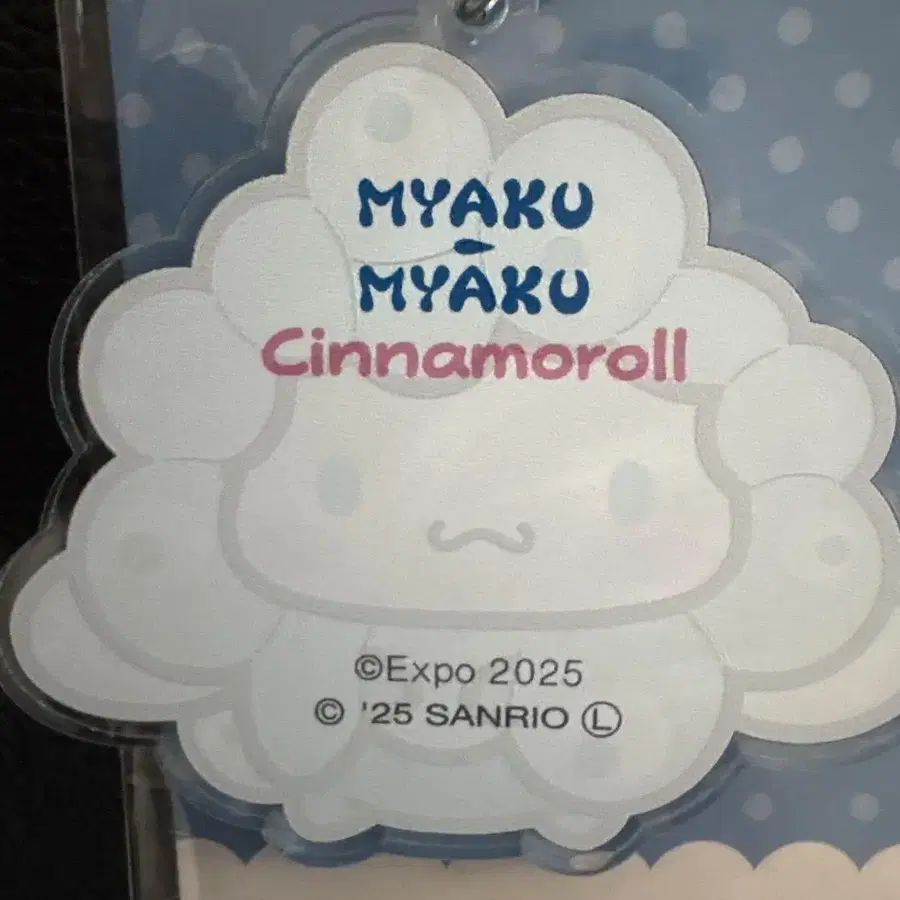 MYAKU
-
MYAKU
Cinnamoroll
©Expo 2025
© '25 SANRIO Ⓛ